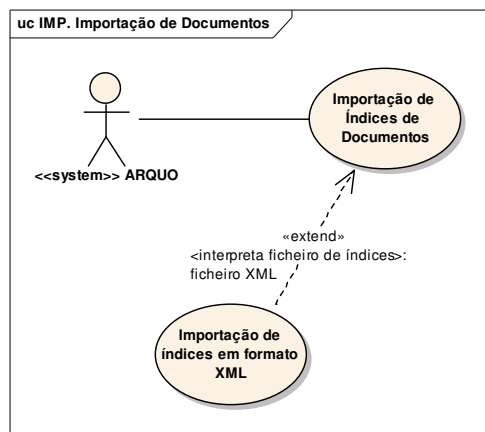 uc IMP. Importação de Documentos
Importação de
Índices de
Documentos
<<system>> ARQUO
«extend»
<interpreta ficheiro de índices>:
ficheiro XML
Importação de
índices em formato
XML